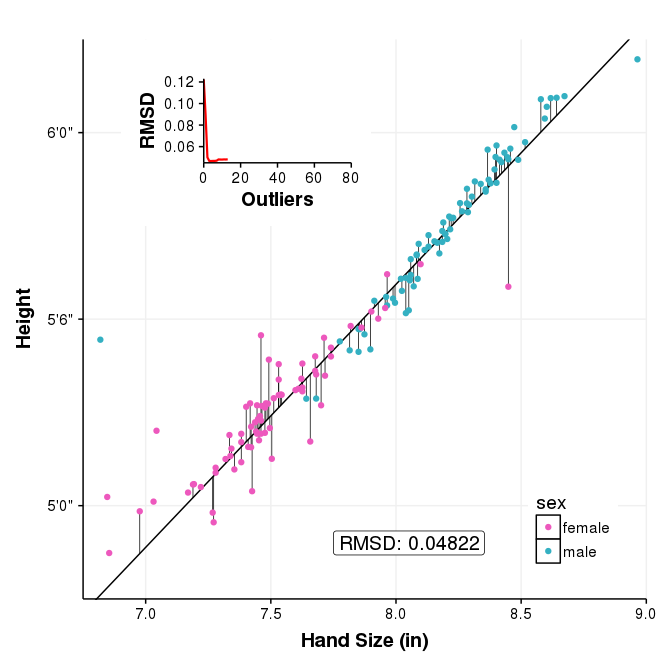 0.12
0.10
0.08
0.06
RMSD
0 20 40 60 80
Outliers
6'0"
5'6"
5'0"
Height
RMSD: 0.04822
sex
female
male
7.0 7.5 8.0 8.5 9.0
Hand Size (in)